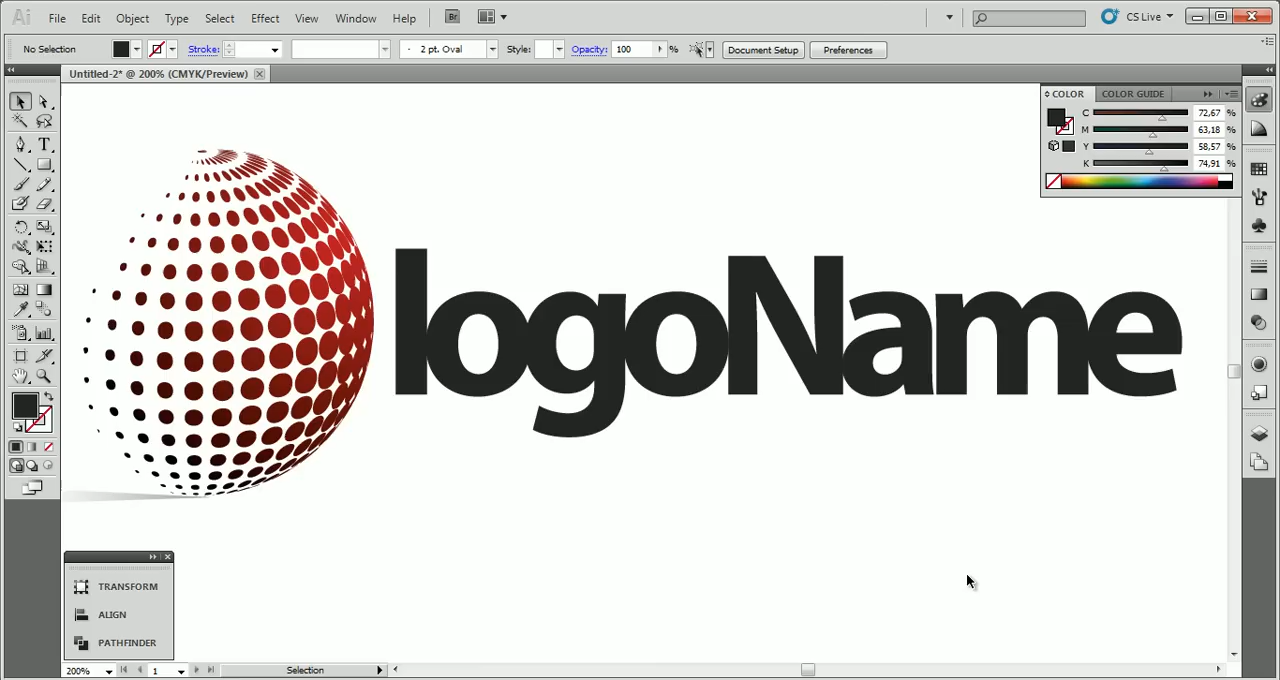 Ai File Edit Object Type Select Effect View Window Help Br CS Live
No Selection Stroke: 2 pt. Oval Style: Opacity: 100 % Document Setup Preferences
Untitled-2* @ 200% (CMYK/Preview)
COLOR COLOR GUIDE
C 72,67 %
M 63,18 %
Y 58,57 %
K 74,91 %
T
logoName
TRANSFORM
ALIGN
PATHFINDER
200% 1 Selection